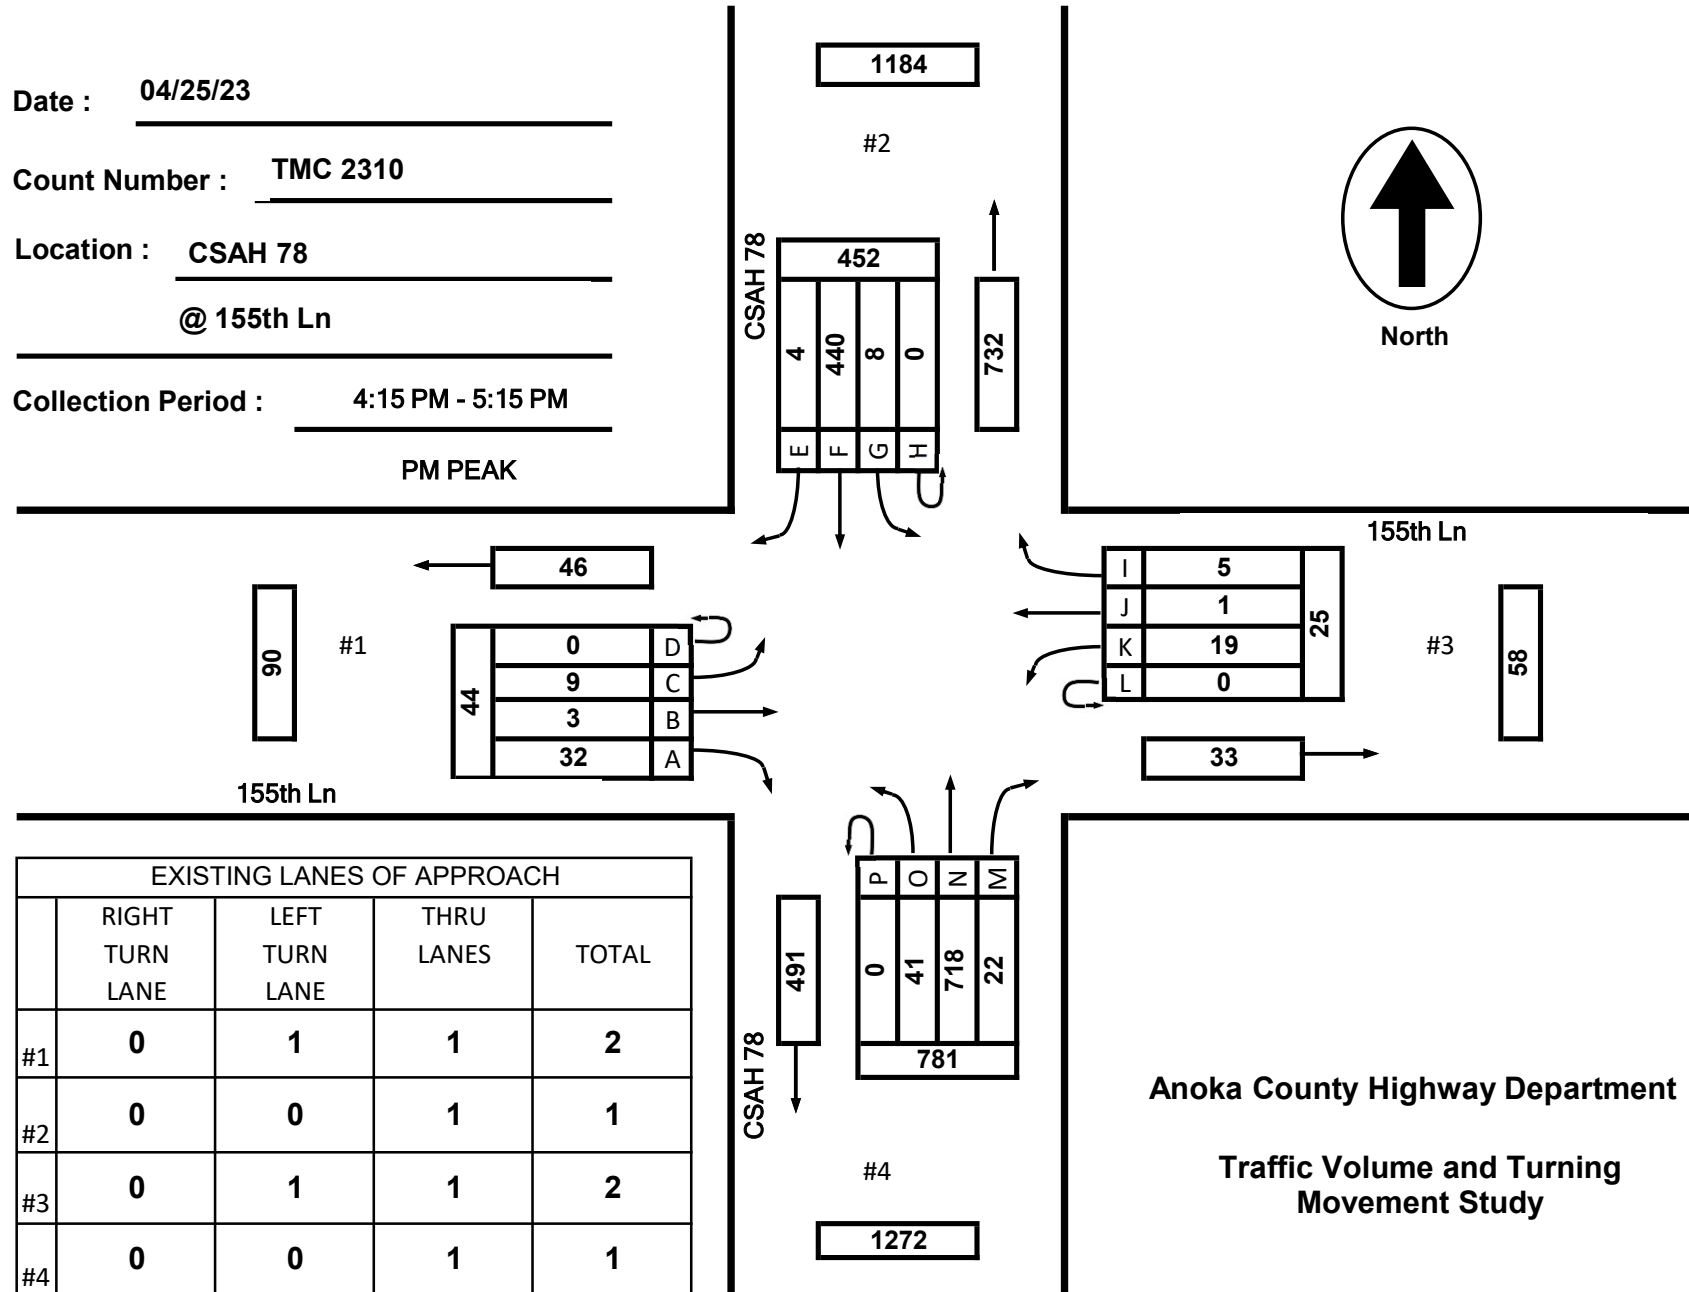 Date : 04/25/23
Count Number : TMC 2310
Location : CSAH 78
@ 155th Ln
Collection Period : 4:15 PM - 5:15 PM
PM PEAK
1184
#2
CSAH 78
452
4 440 8 0
E F G H
732
North
155th Ln
46
90
#1
44
0 D
9 C
3 B
32 A
155th Ln
I 5
J 1
K 19
L 0
25
#3
58
33
P O N M
0 41 718 22
781
491
CSAH 78
#4
1272
EXISTING LANES OF APPROACH
RIGHT LEFT THRU
TURN TURN LANES TOTAL
LANE LANE
#1 0 1 1 2
#2 0 0 1 1
#3 0 1 1 2
#4 0 0 1 1
Anoka County Highway Department
Traffic Volume and Turning
Movement Study